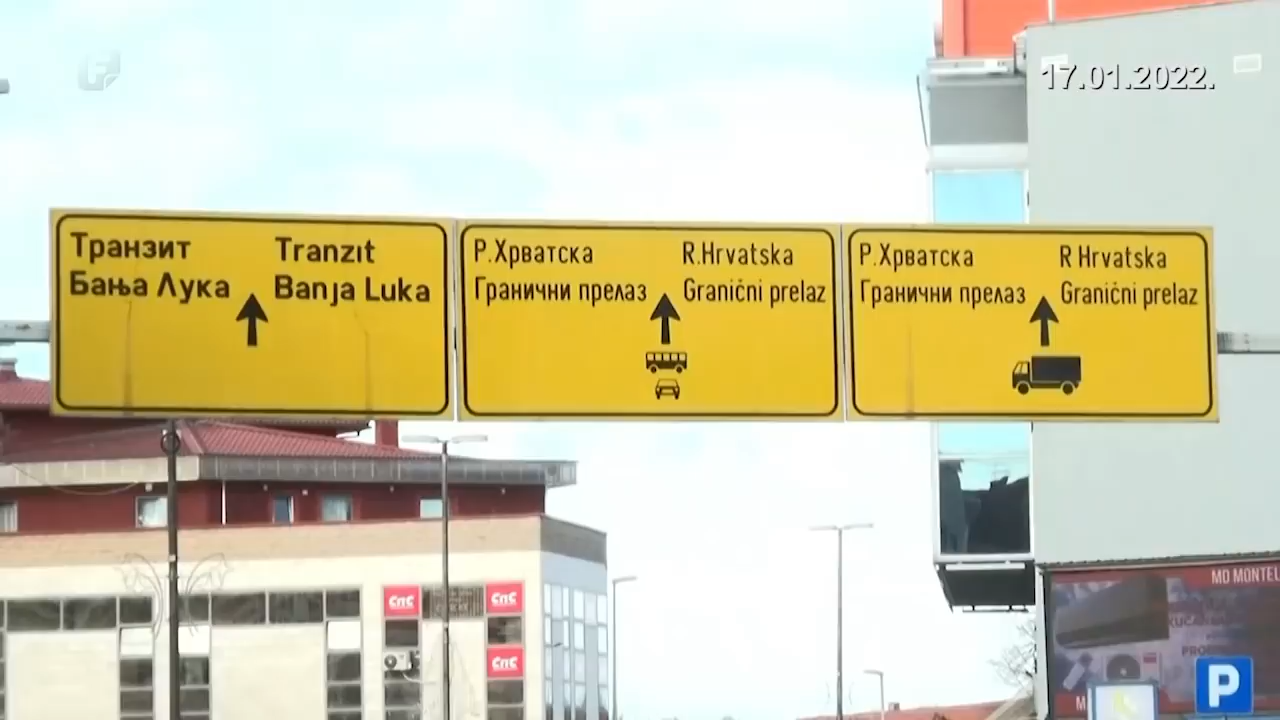 F
17.01.2022.
Транзит
Бања Лука
Tranzit
Banja Luka
Р.Хрватска
Гранични прелаз
R.Hrvatska
Granični prelaz
Р.Хрватска
Гранични прелаз
R Hrvatska
Granični prelaz
СПС
СПС
СПС
MD MONTEL
P